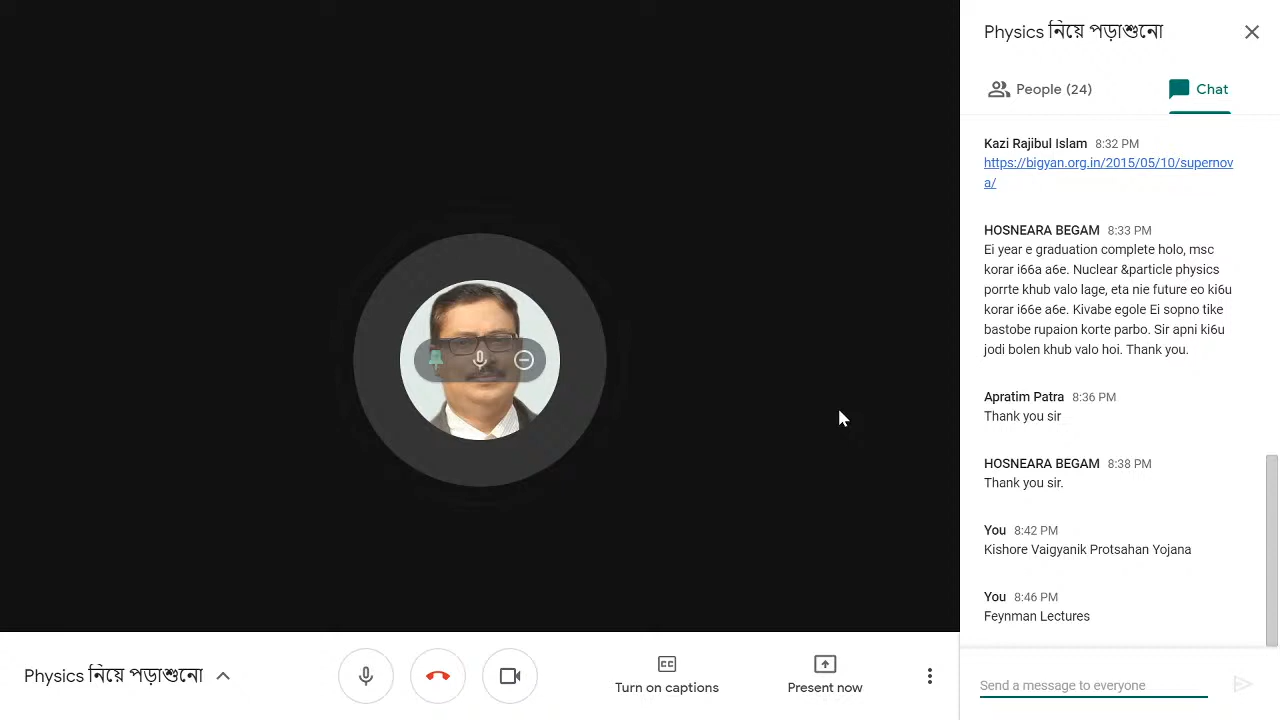 Physics নিয়ে পড়াশুনো
People (24)
Chat
Kazi Rajibul Islam 8:32 PM
https://bigyan.org.in/2015/05/10/supernov
a/
HOSNEARA BEGAM 8:33 PM
Ei year e graduation complete holo, msc
korar i66a a6e. Nuclear &particle physics
porrte khub valo lage, eta nie future eo ki6u
korar i66e a6e. Kivabe egole Ei sopno tike
bastobe rupaion korte parbo. Sir apni ki6u
jodi bolen khub valo hoi. Thank you.
Apratim Patra 8:36 PM
Thank you sir
HOSNEARA BEGAM 8:38 PM
Thank you sir.
You 8:42 PM
Kishore Vaigyanik Protsahan Yojana
You 8:46 PM
Feynman Lectures
Send a message to everyone
Physics নিয়ে পড়াশুনো
CC
Turn on captions
Present now